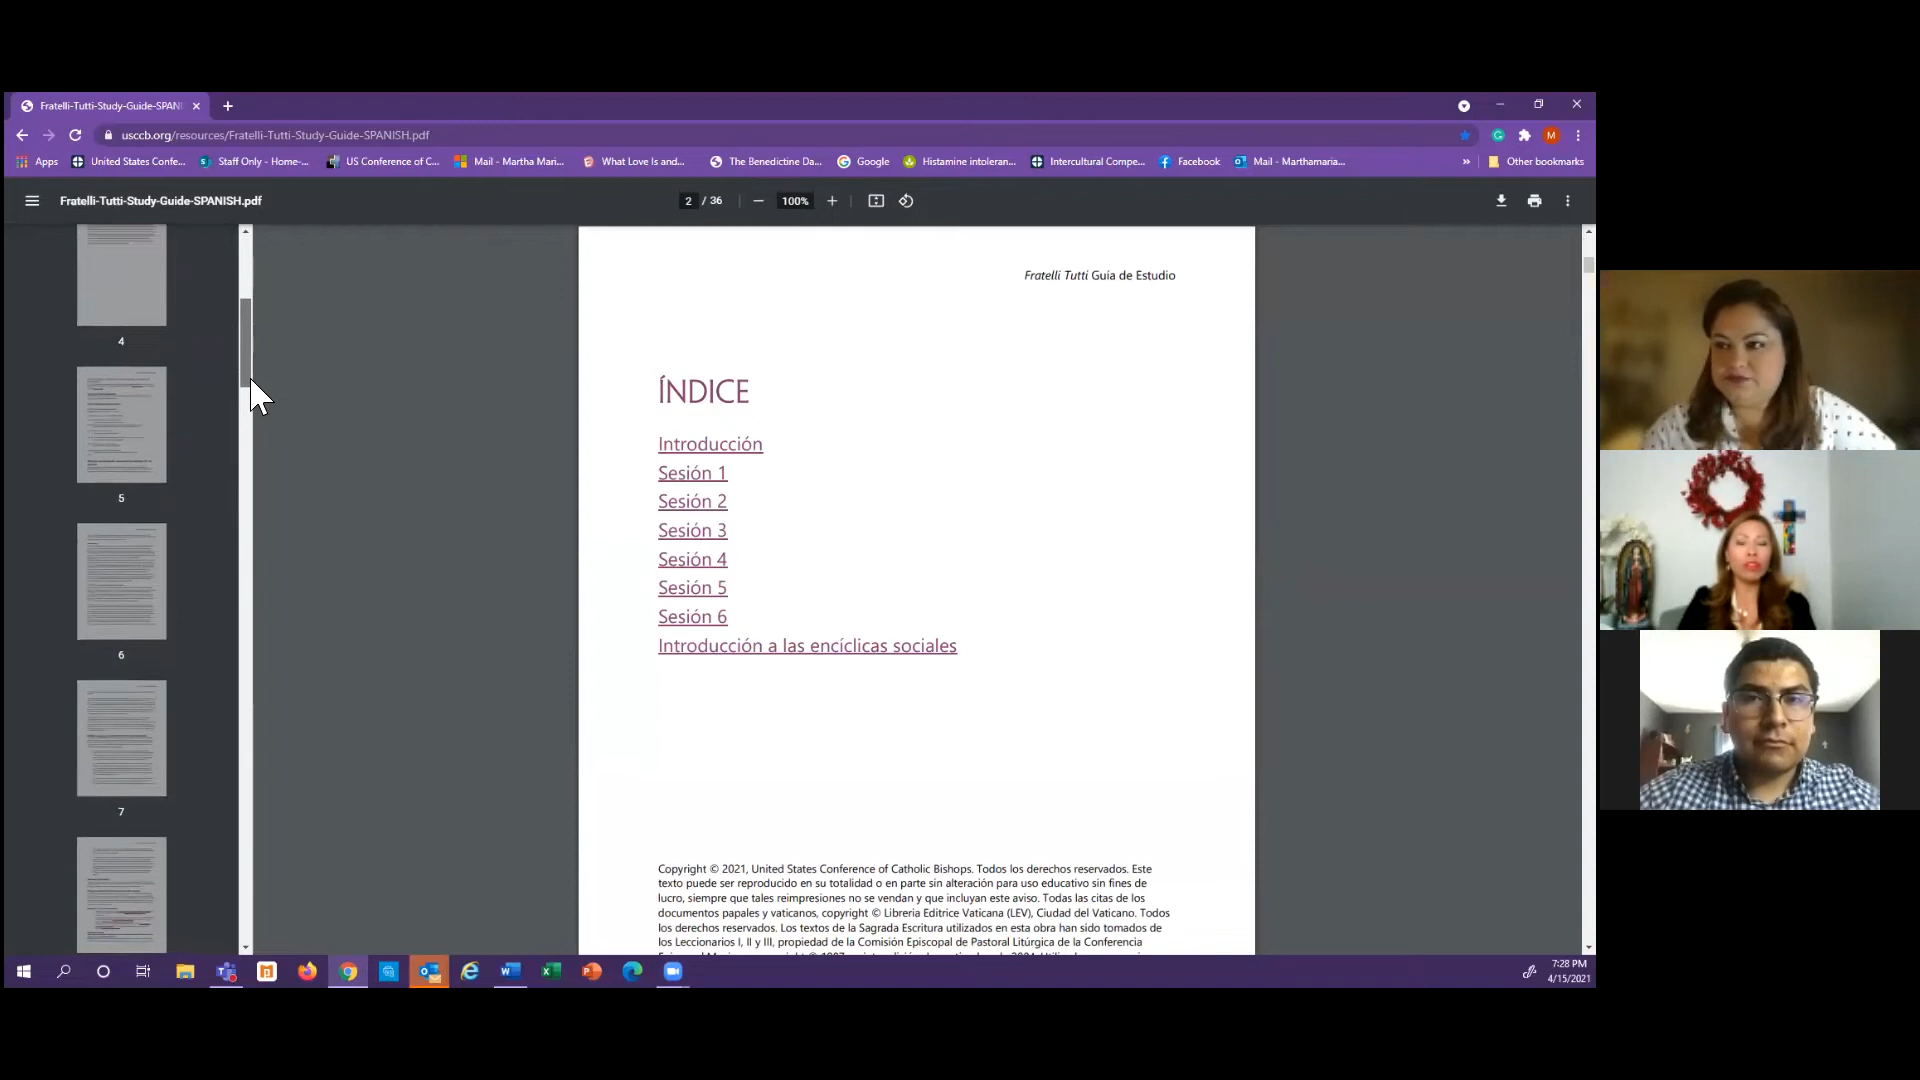 Fratelli-Tutti-Study-Guide-SPAN
usccb.org/resources/Fratelli-Tutti-Study-Guide-SPANISH.pdf
M
Apps
United States Confe...
Staff Only - Home-...
US Conference of C...
Mail - Martha Mari...
What Love Is and...
The Benedictine Da...
Google
Histamine intoleran...
Intercultural Compe...
Facebook
Mail - Marthamaria...
»
Other bookmarks
Fratelli-Tutti-Study-Guide-SPANISH.pdf
2 / 36
100%
4
5
6
7
Fratelli Tutti Guía de Estudio
ÍNDICE
Introducción
Sesión 1
Sesión 2
Sesión 3
Sesión 4
Sesión 5
Sesión 6
Introducción a las encíclicas sociales
Copyright © 2021, United States Conference of Catholic Bishops. Todos los derechos reservados. Este
texto puede ser reproducido en su totalidad o en parte sin alteración para uso educativo sin fines de
lucro, siempre que tales reimpresiones no se vendan y que incluyan este aviso. Todas las citas de los
documentos papales y vaticanos, copyright © Libreria Editrice Vaticana (LEV), Ciudad del Vaticano. Todos
los derechos reservados. Los textos de la Sagrada Escritura utilizados en esta obra han sido tomados de
los Leccionarios I, II y III, propiedad de la Comisión Episcopal de Pastoral Litúrgica de la Conferencia
7:28 PM
4/15/2021